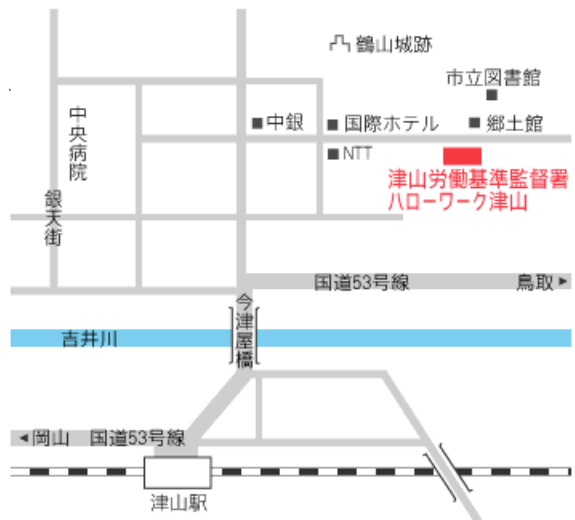 鶴山城跡
市立図書館
中央病院
■中銀
■国際ホテル
■郷土館
■NTT
津山労働基準監督署
ハローワーク津山
銀天街
国道53号線
鳥取▶
今津屋橋
吉井川
◀岡山
国道53号線
津山駅